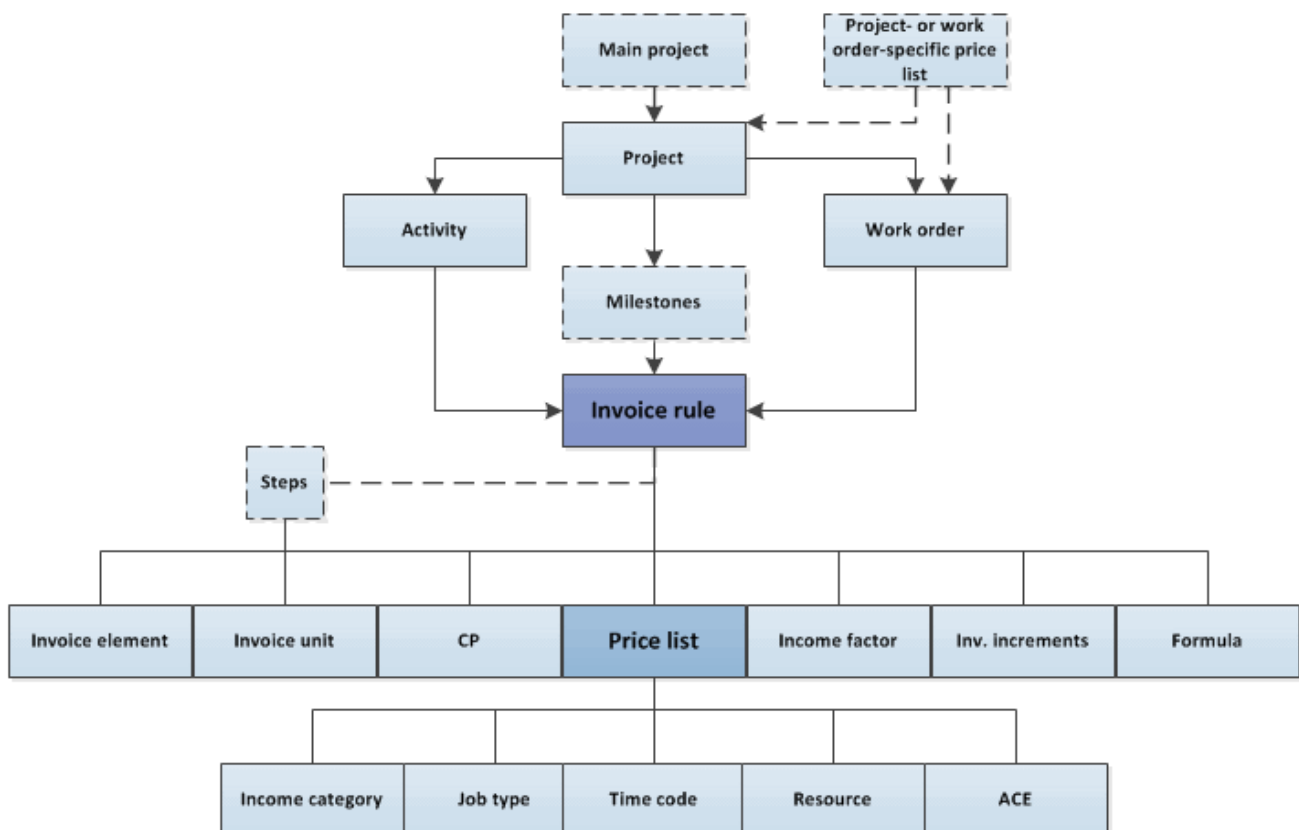 Main project
Project- or work
order-specific price
list
Project
Activity
Work order
Milestones
Invoice rule
Steps
Invoice element
Invoice unit
CP
Price list
Income factor
Inv. increments
Formula
Income category
Job type
Time code
Resource
ACE